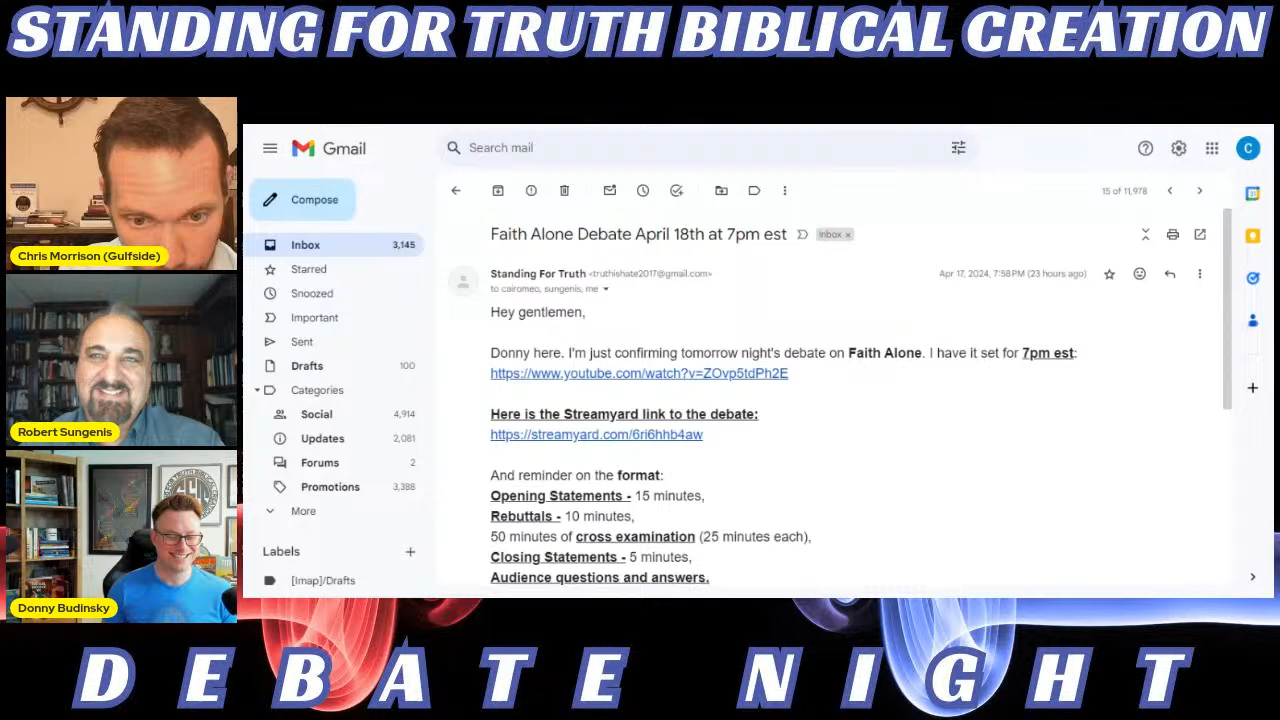 STANDING FOR TRUTH BIBLICAL CREATION
Chris Morrison (Gulfside)
Robert Sungenis
Donny Budinsky
Gmail
Search mail
C
Compose
15 of 11,978
Inbox 3,145
Starred
Snoozed
Important
Sent
Drafts 100
Categories
Social 4,914
Updates 2,081
Forums 2
Promotions 3,388
More
Labels
[Imap]/Drafts
Faith Alone Debate April 18th at 7pm est
Inbox x
Standing For Truth <truthishate2017@gmail.com>
Apr 17, 2024, 7:58 PM (23 hours ago)
to cairomeo, sungenis, me
Hey gentlemen,
Donny here. I'm just confirming tomorrow night's debate on Faith Alone. I have it set for 7pm est:
https://www.youtube.com/watch?v=ZOvp5tdPh2E
Here is the Streamyard link to the debate:
https://streamyard.com/6ri6hhb4aw
And reminder on the format:
Opening Statements - 15 minutes,
Rebuttals - 10 minutes,
50 minutes of cross examination (25 minutes each),
Closing Statements - 5 minutes,
Audience questions and answers.
DEBATE NIGHT